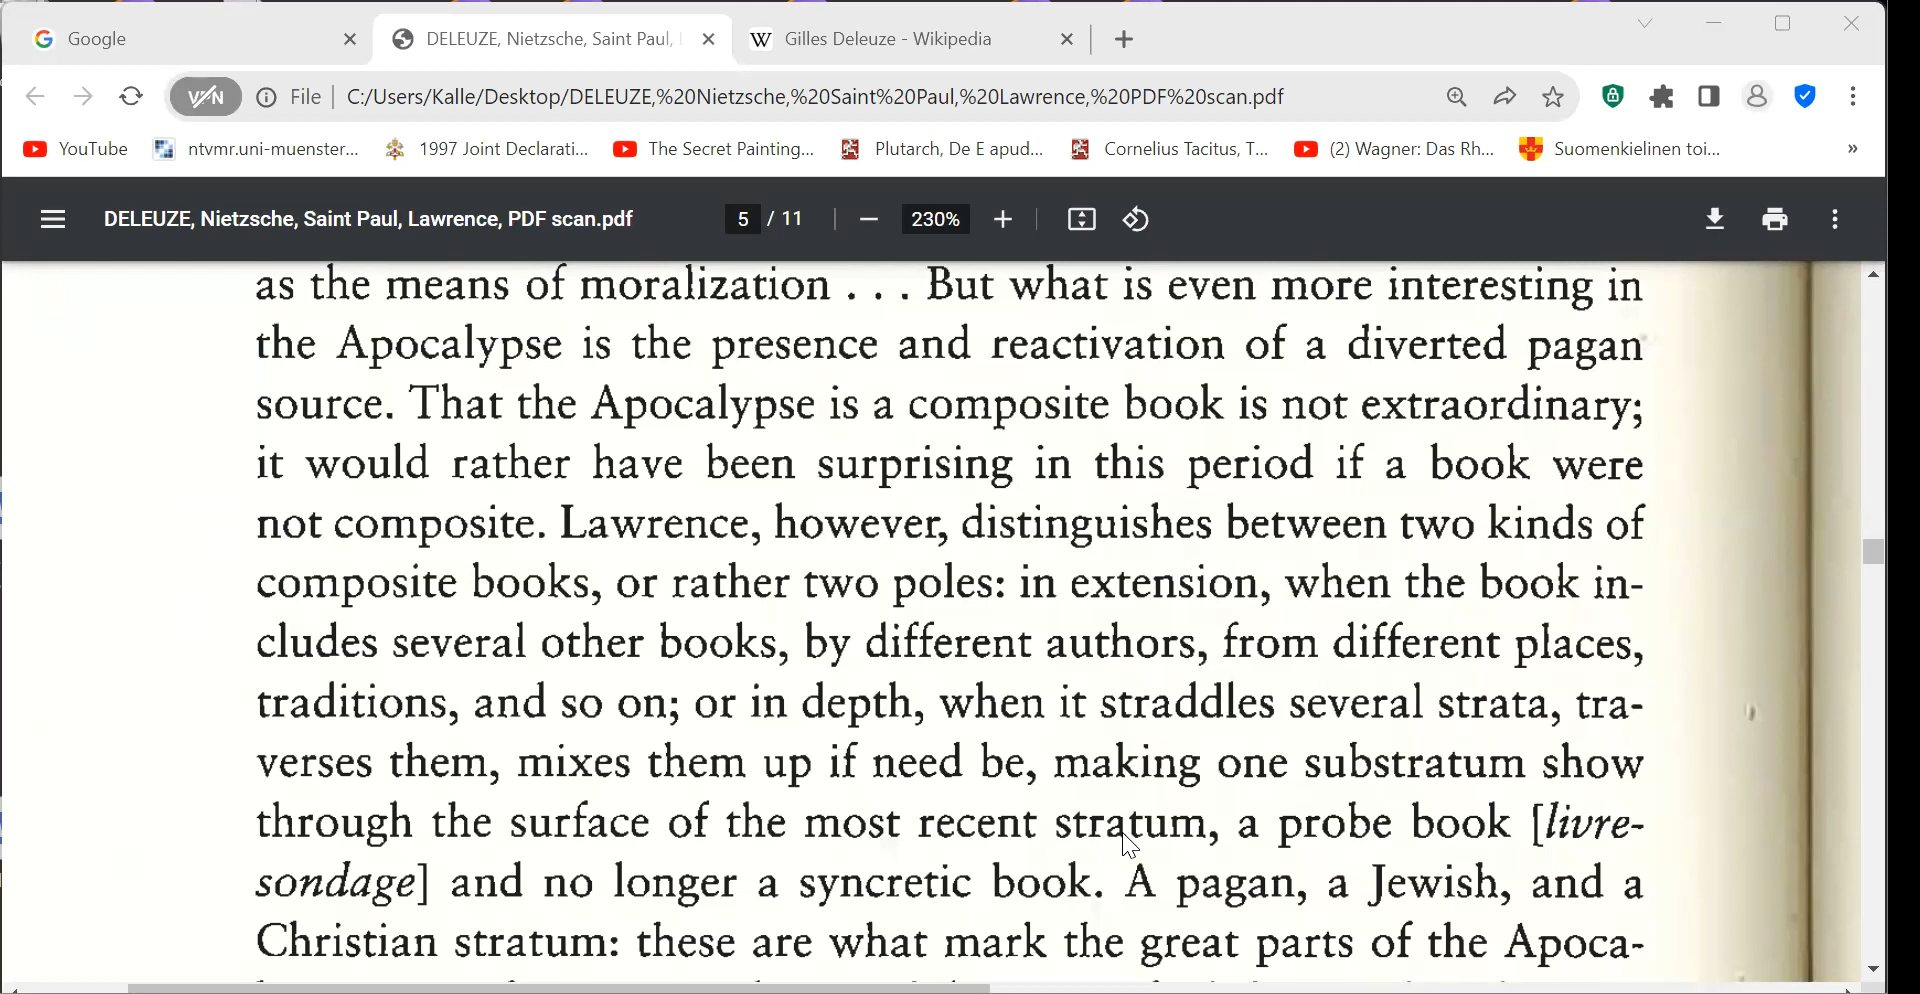 Google
DELEUZE, Nietzsche, Saint Paul,
W Gilles Deleuze - Wikipedia
VPN
File
C:/Users/Kalle/Desktop/DELEUZE,%20Nietzsche,%20Saint%20Paul,%20Lawrence,%20PDF%20scan.pdf
YouTube
ntvmr.uni-muenster...
1997 Joint Declarati...
The Secret Painting...
Plutarch, De E apud...
Cornelius Tacitus, T...
(2) Wagner: Das Rh...
Suomenkielinen toi...
»
DELEUZE, Nietzsche, Saint Paul, Lawrence, PDF scan.pdf
5 / 11
230%
as the means of moralization . . . But what is even more interesting in
the Apocalypse is the presence and reactivation of a diverted pagan
source. That the Apocalypse is a composite book is not extraordinary;
it would rather have been surprising in this period if a book were
not composite. Lawrence, however, distinguishes between two kinds of
composite books, or rather two poles: in extension, when the book in-
cludes several other books, by different authors, from different places,
traditions, and so on; or in depth, when it straddles several strata, tra-
verses them, mixes them up if need be, making one substratum show
through the surface of the most recent stratum, a probe book [livre-
sondage] and no longer a syncretic book. A pagan, a Jewish, and a
Christian stratum: these are what mark the great parts of the Apoca-